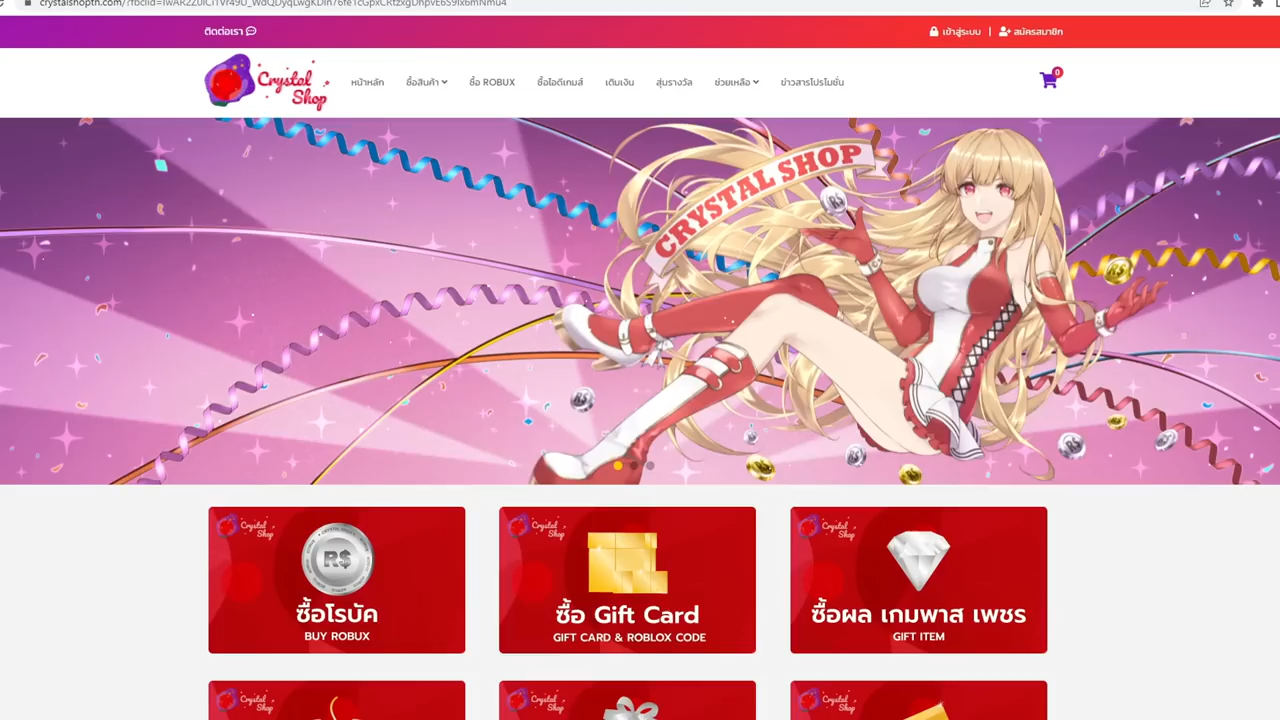 ติดต่อเรา
เข้าสู่ระบบ | สมัครสมาชิก
Crystal Shop
หน้าหลัก ซื้อสินค้า ซื้อ ROBUX ซื้อไอดีเกมส์ เติมเงิน สุ่มรางวัล ช่วยเหลือ ข่าวสารโปรโมชั่น
0
CRYSTAL SHOP
R$
Crystal Shop
R$
ซื้อโรบัค
BUY ROBUX
Crystal Shop
ซื้อ Gift Card
GIFT CARD & ROBLOX CODE
Crystal Shop
ซื้อผล เกมพาส เพชร
GIFT ITEM
Crystal Shop
Crystal Shop
Crystal Shop